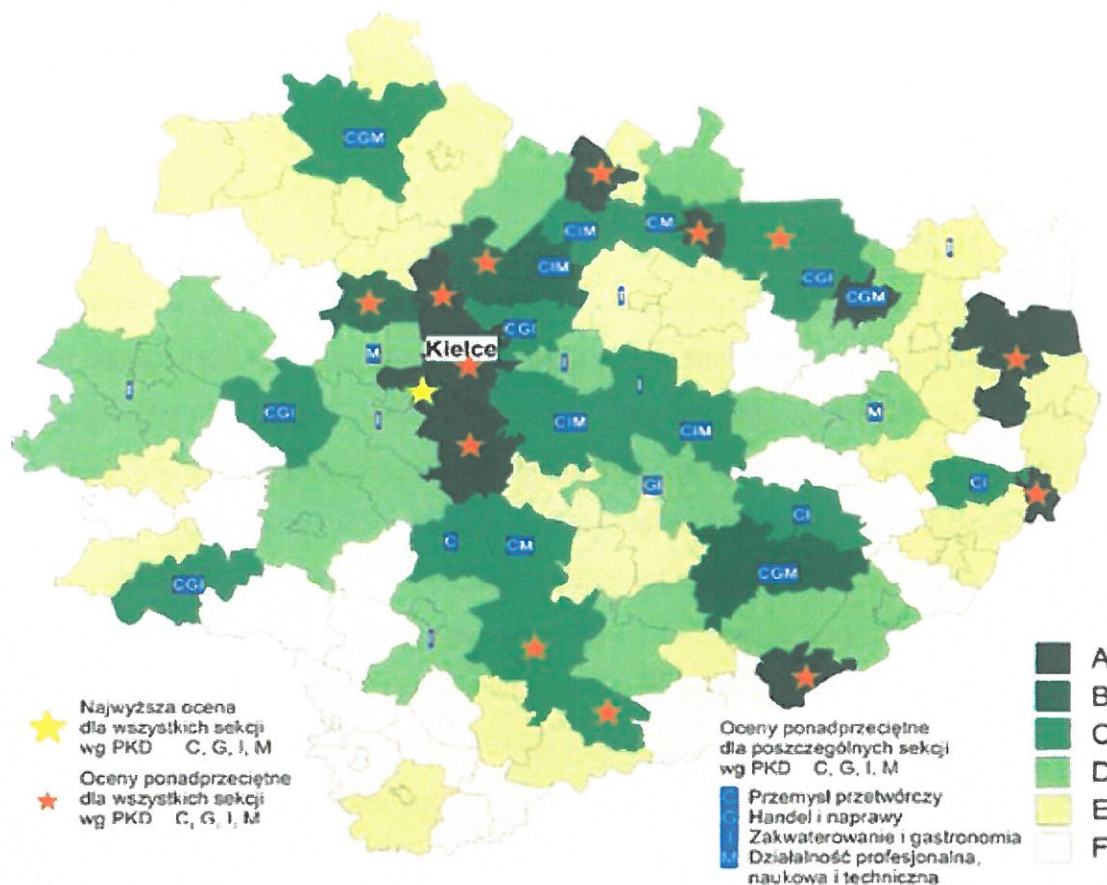 CGM
CIM
CM
CIM
CGI
CGM
I
I
CGI
Kielce
M
I
I
I
I
CGI
CIM
CIM
M
GI
CI
CI
C
CM
CGM
CGI
I
Najwyższa ocena
dla wszystkich sekcji
wg PKD C, G, I, M
Oceny ponadprzeciętne
dla wszystkich sekcji
wg PKD C, G, I, M
Oceny ponadprzeciętne
dla poszczególnych sekcji
wg PKD C, G, I, M
C Przemysł przetwórczy
G Handel i naprawy
I Zakwaterowanie i gastronomia
M Działalność profesjonalna,
naukowa i techniczna
A
B
C
D
E
F